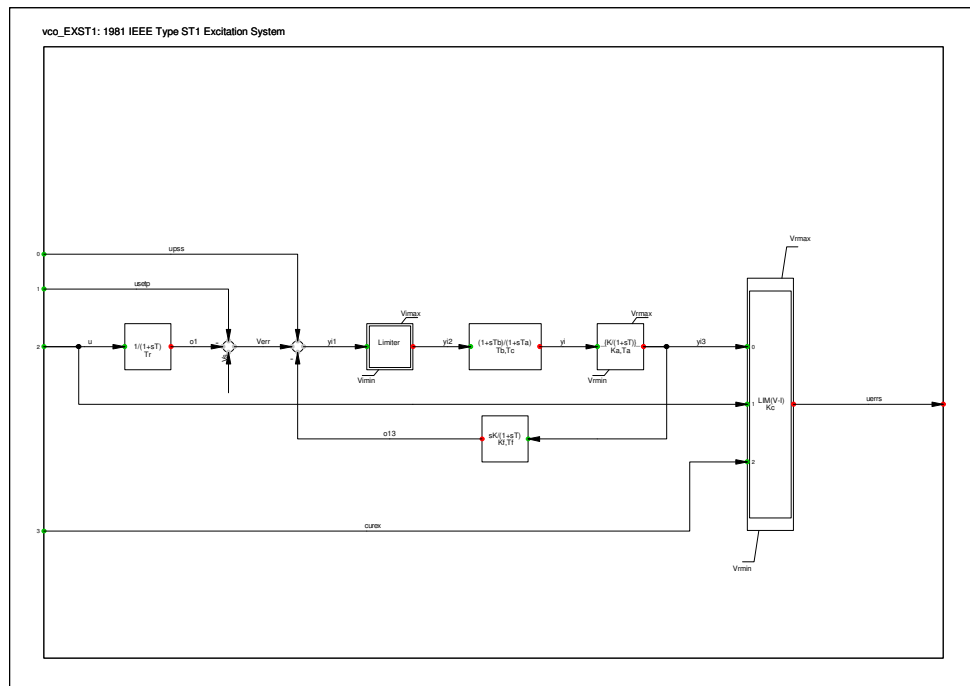 vco_EXST1: 1981 IEEE Type ST1 Excitation System
Vrmax
0
upss
1
usetp
Vimax
Vrmax
2
u
1/(1+sT)
Tr
o1
-
Verr
yi1
Limiter
yi2
(1+sTb)/(1+sTa)
Tb,Tc
yi
{K/(1+sT)}
Ka,Ta
yi3
0
-
Vimin
Vrmin
1
LIM(V-I)
Kc
uerrs
o13
sK/(1+sT)
Kf,Tf
2
curex
3
Vrmin